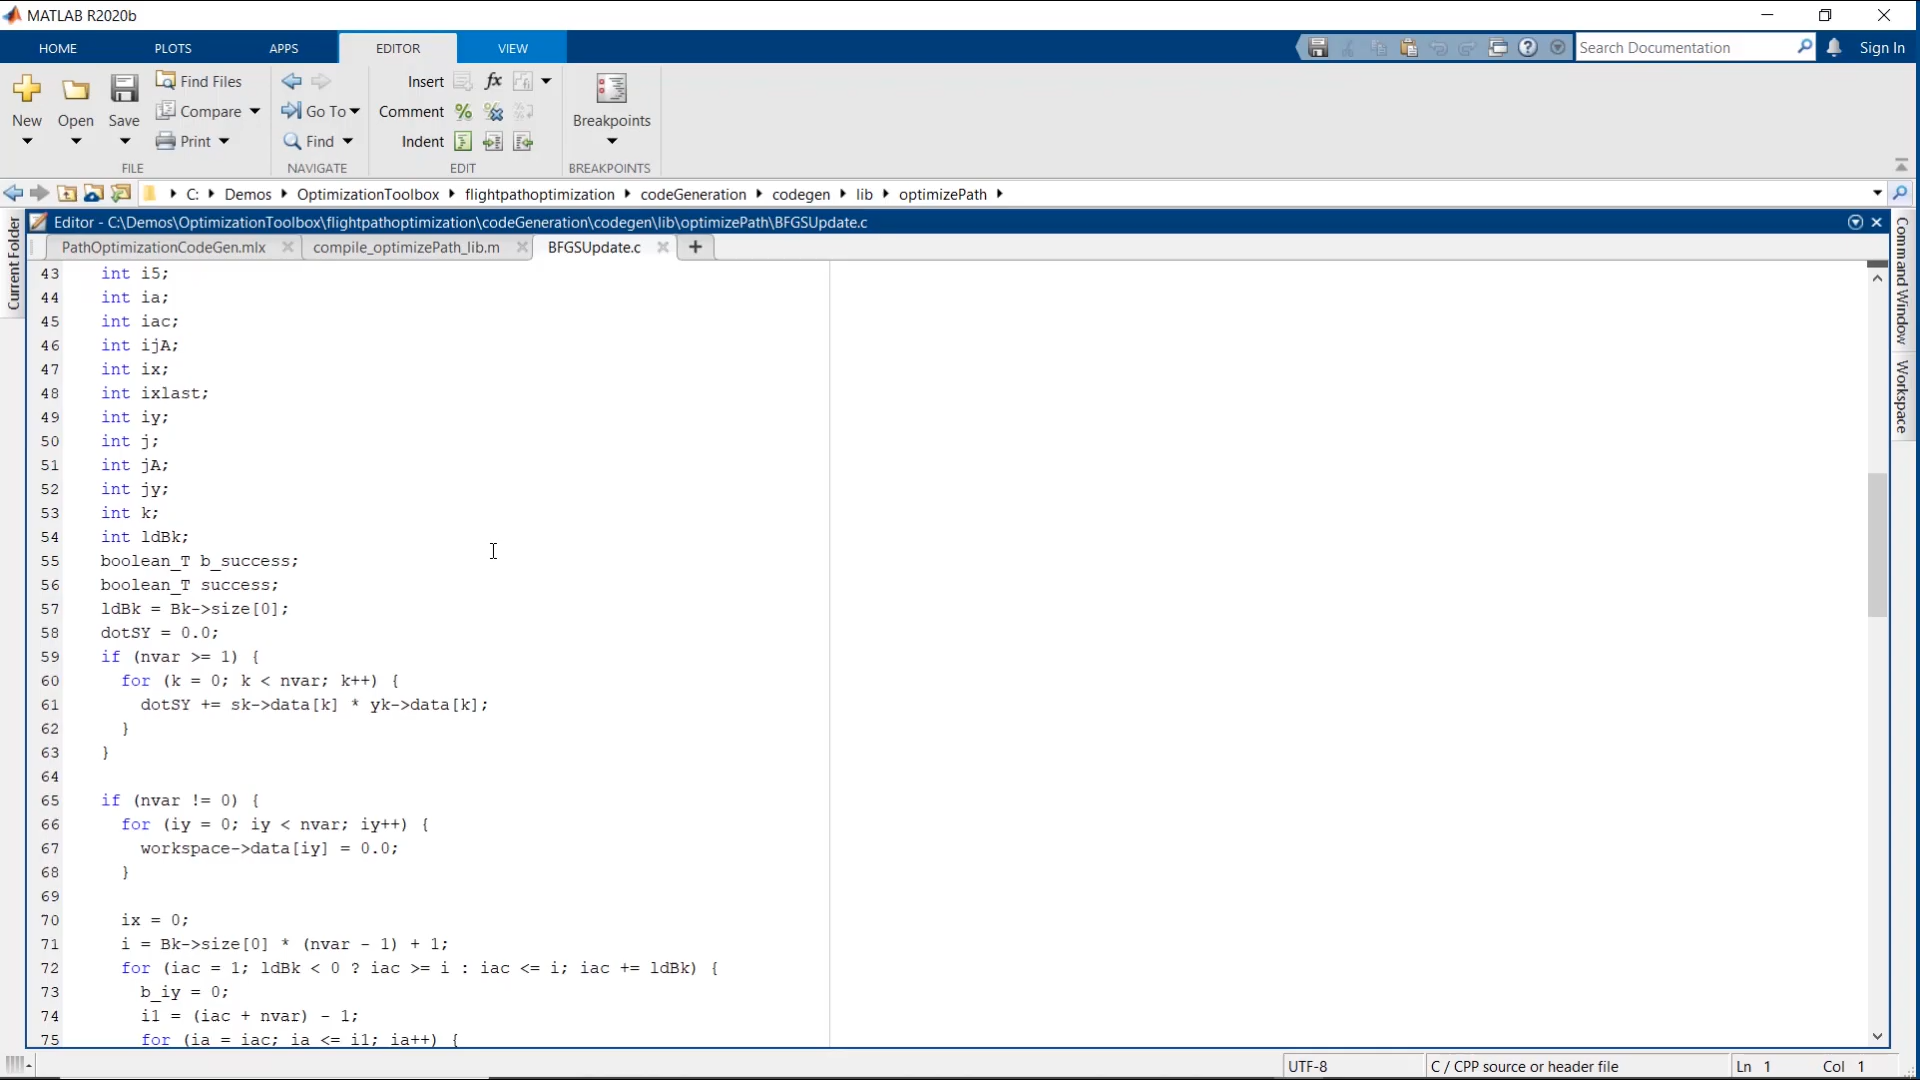 MATLAB R2020b
HOME PLOTS APPS EDITOR VIEW Search Documentation Sign In
New Open Save Find Files Compare Print
Go To Find
Insert fx Comment Indent
Breakpoints
FILE NAVIGATE EDIT BREAKPOINTS
C: Demos OptimizationToolbox flightpathoptimization codeGeneration codegen lib optimizePath
Current Folder
Editor - C:\Demos\OptimizationToolbox\flightpathoptimization\codeGeneration\codegen\lib\optimizePath\BFGSUpdate.c
PathOptimizationCodeGen.mlx compile_optimizePath_lib.m BFGSUpdate.c
Command Window
Workspace
43 int i5;
44 int ia;
45 int iac;
46 int ijA;
47 int ix;
48 int ixlast;
49 int iy;
50 int j;
51 int jA;
52 int jy;
53 int k;
54 int ldBk;
55 boolean_T b_success;
56 boolean_T success;
57 ldBk = Bk->size[0];
58 dotSY = 0.0;
59 if (nvar >= 1) {
60 for (k = 0; k < nvar; k++) {
61 dotSY += sk->data[k] * yk->data[k];
62 }
63 }
64
65 if (nvar != 0) {
66 for (iy = 0; iy < nvar; iy++) {
67 workspace->data[iy] = 0.0;
68 }
69
70 ix = 0;
71 i = Bk->size[0] * (nvar - 1) + 1;
72 for (iac = 1; ldBk < 0 ? iac >= i : iac <= i; iac += ldBk) {
73 b_iy = 0;
74 i1 = (iac + nvar) - 1;
75 for (ia = iac; ia <= i1; ia++) {
UTF-8 C / CPP source or header file Ln 1 Col 1